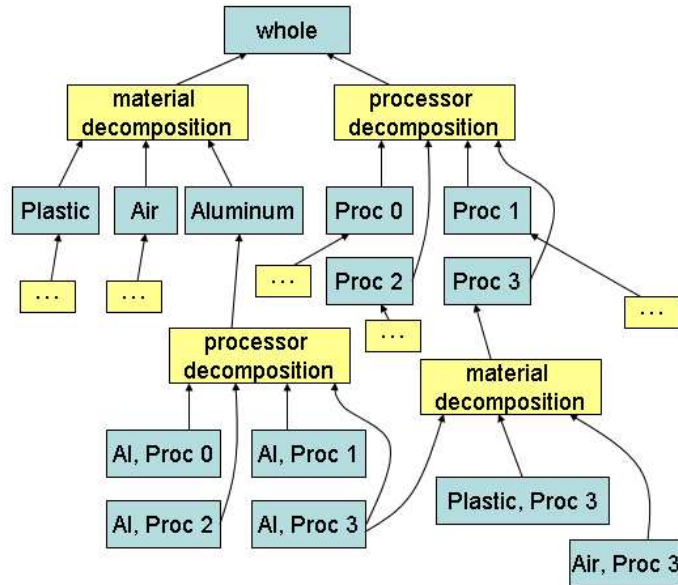 whole
material
decomposition
processor
decomposition
Plastic
Air
Aluminum
Proc 0
Proc 1
...
...
...
Proc 2
Proc 3
...
...
processor
decomposition
material
decomposition
Al, Proc 0
Al, Proc 1
Al, Proc 2
Al, Proc 3
Plastic, Proc 3
Air, Proc 3